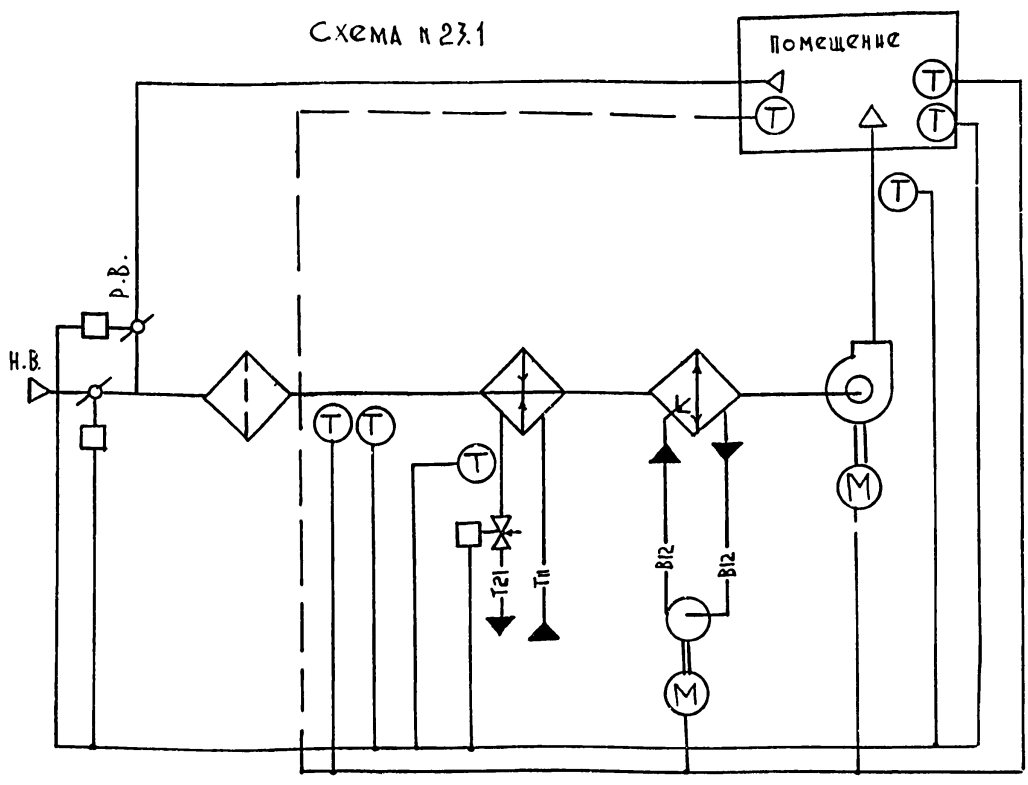 Схема п 23.1
Помещение
Т
Т
Т
Т
Р.В.
Н.В.
Т
Т
Т
М
В12
В12
Т21
Т11
М